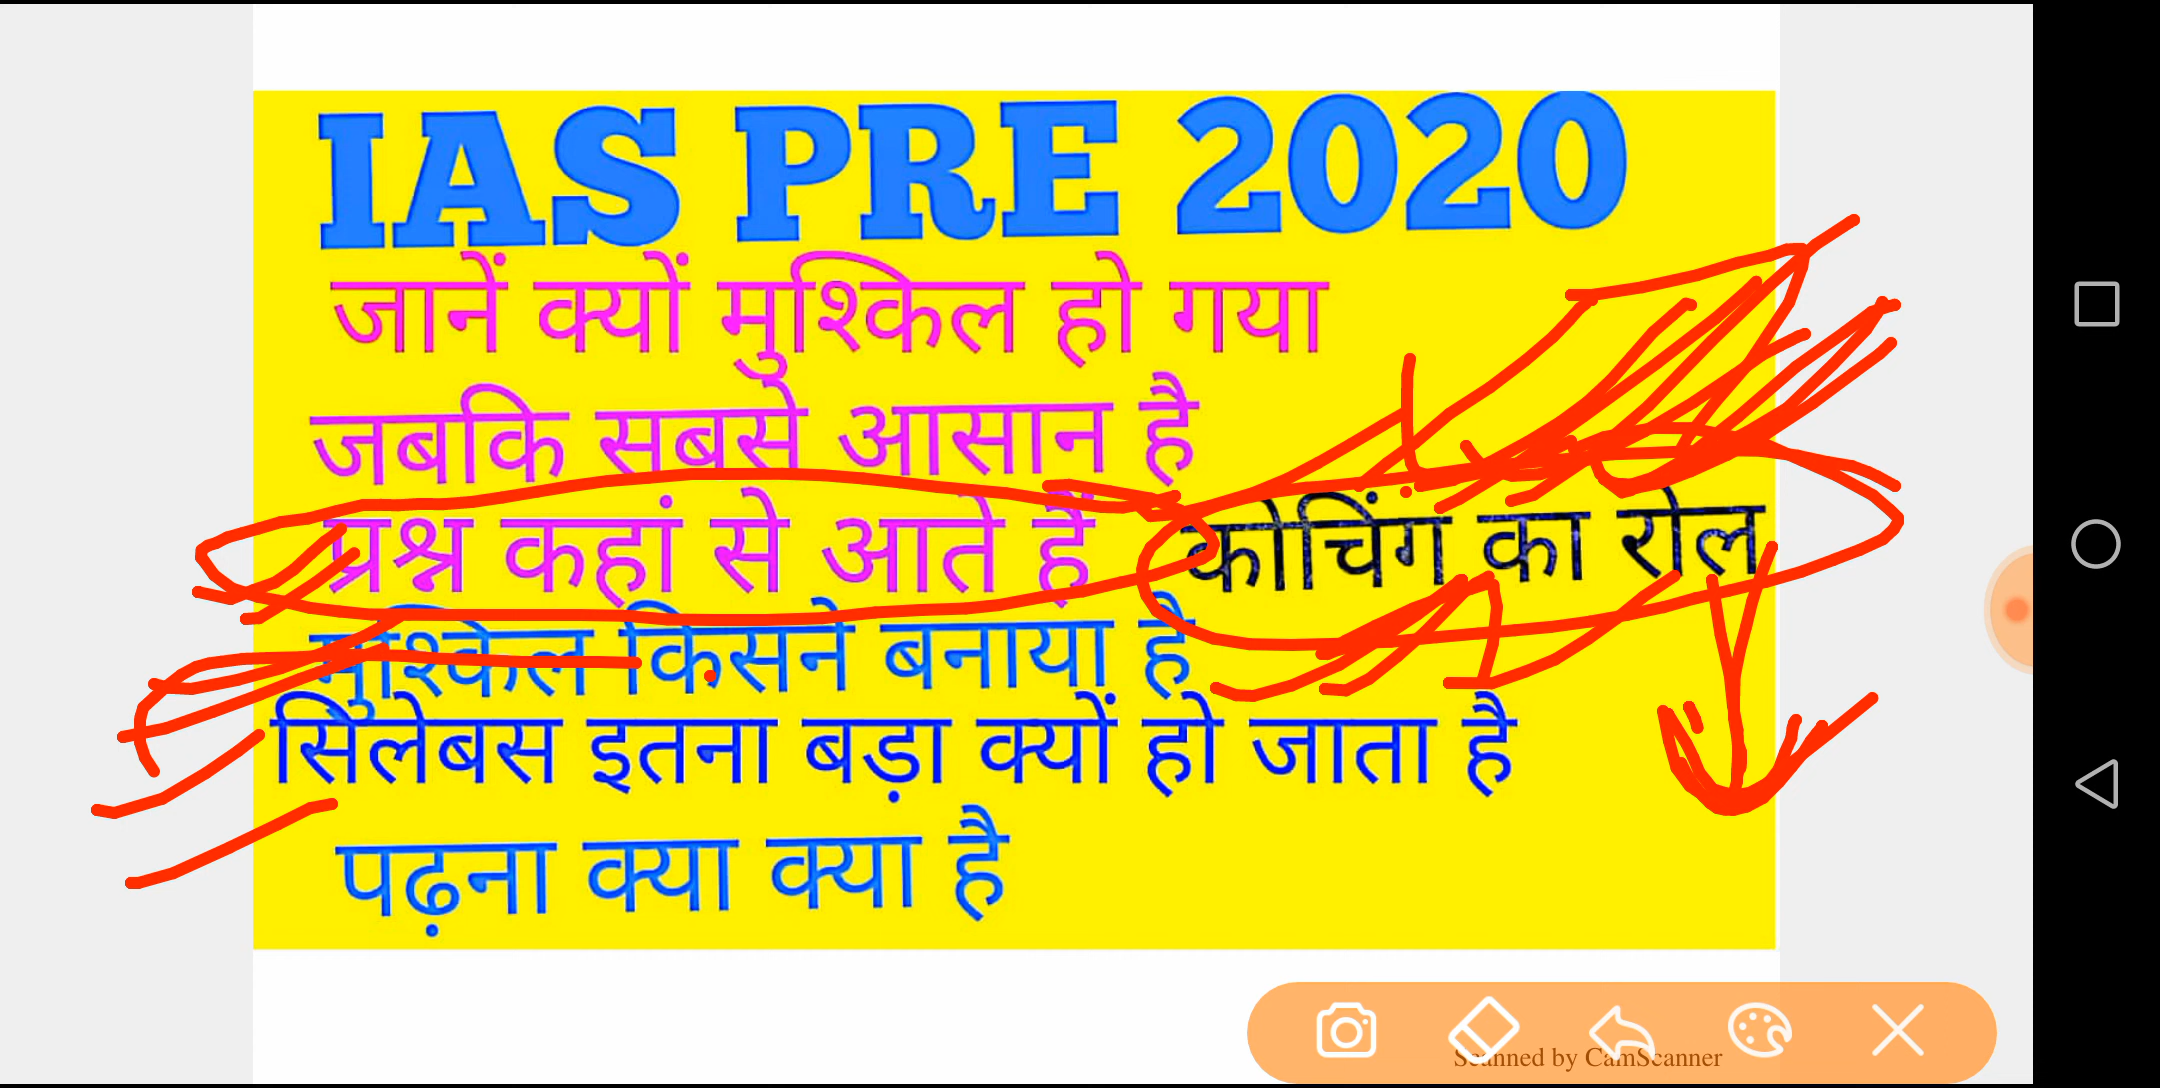 IAS PRE 2020
जानें क्यों मुश्किल हो गया
जबकि सबसे आसान है
प्रश्न कहां से आते हैं कोचिंग का रोल
मुश्किल किसने बनाया है
सिलेबस इतना बड़ा क्यों हो जाता है
पढ़ना क्या क्या है
Scanned by CamScanner